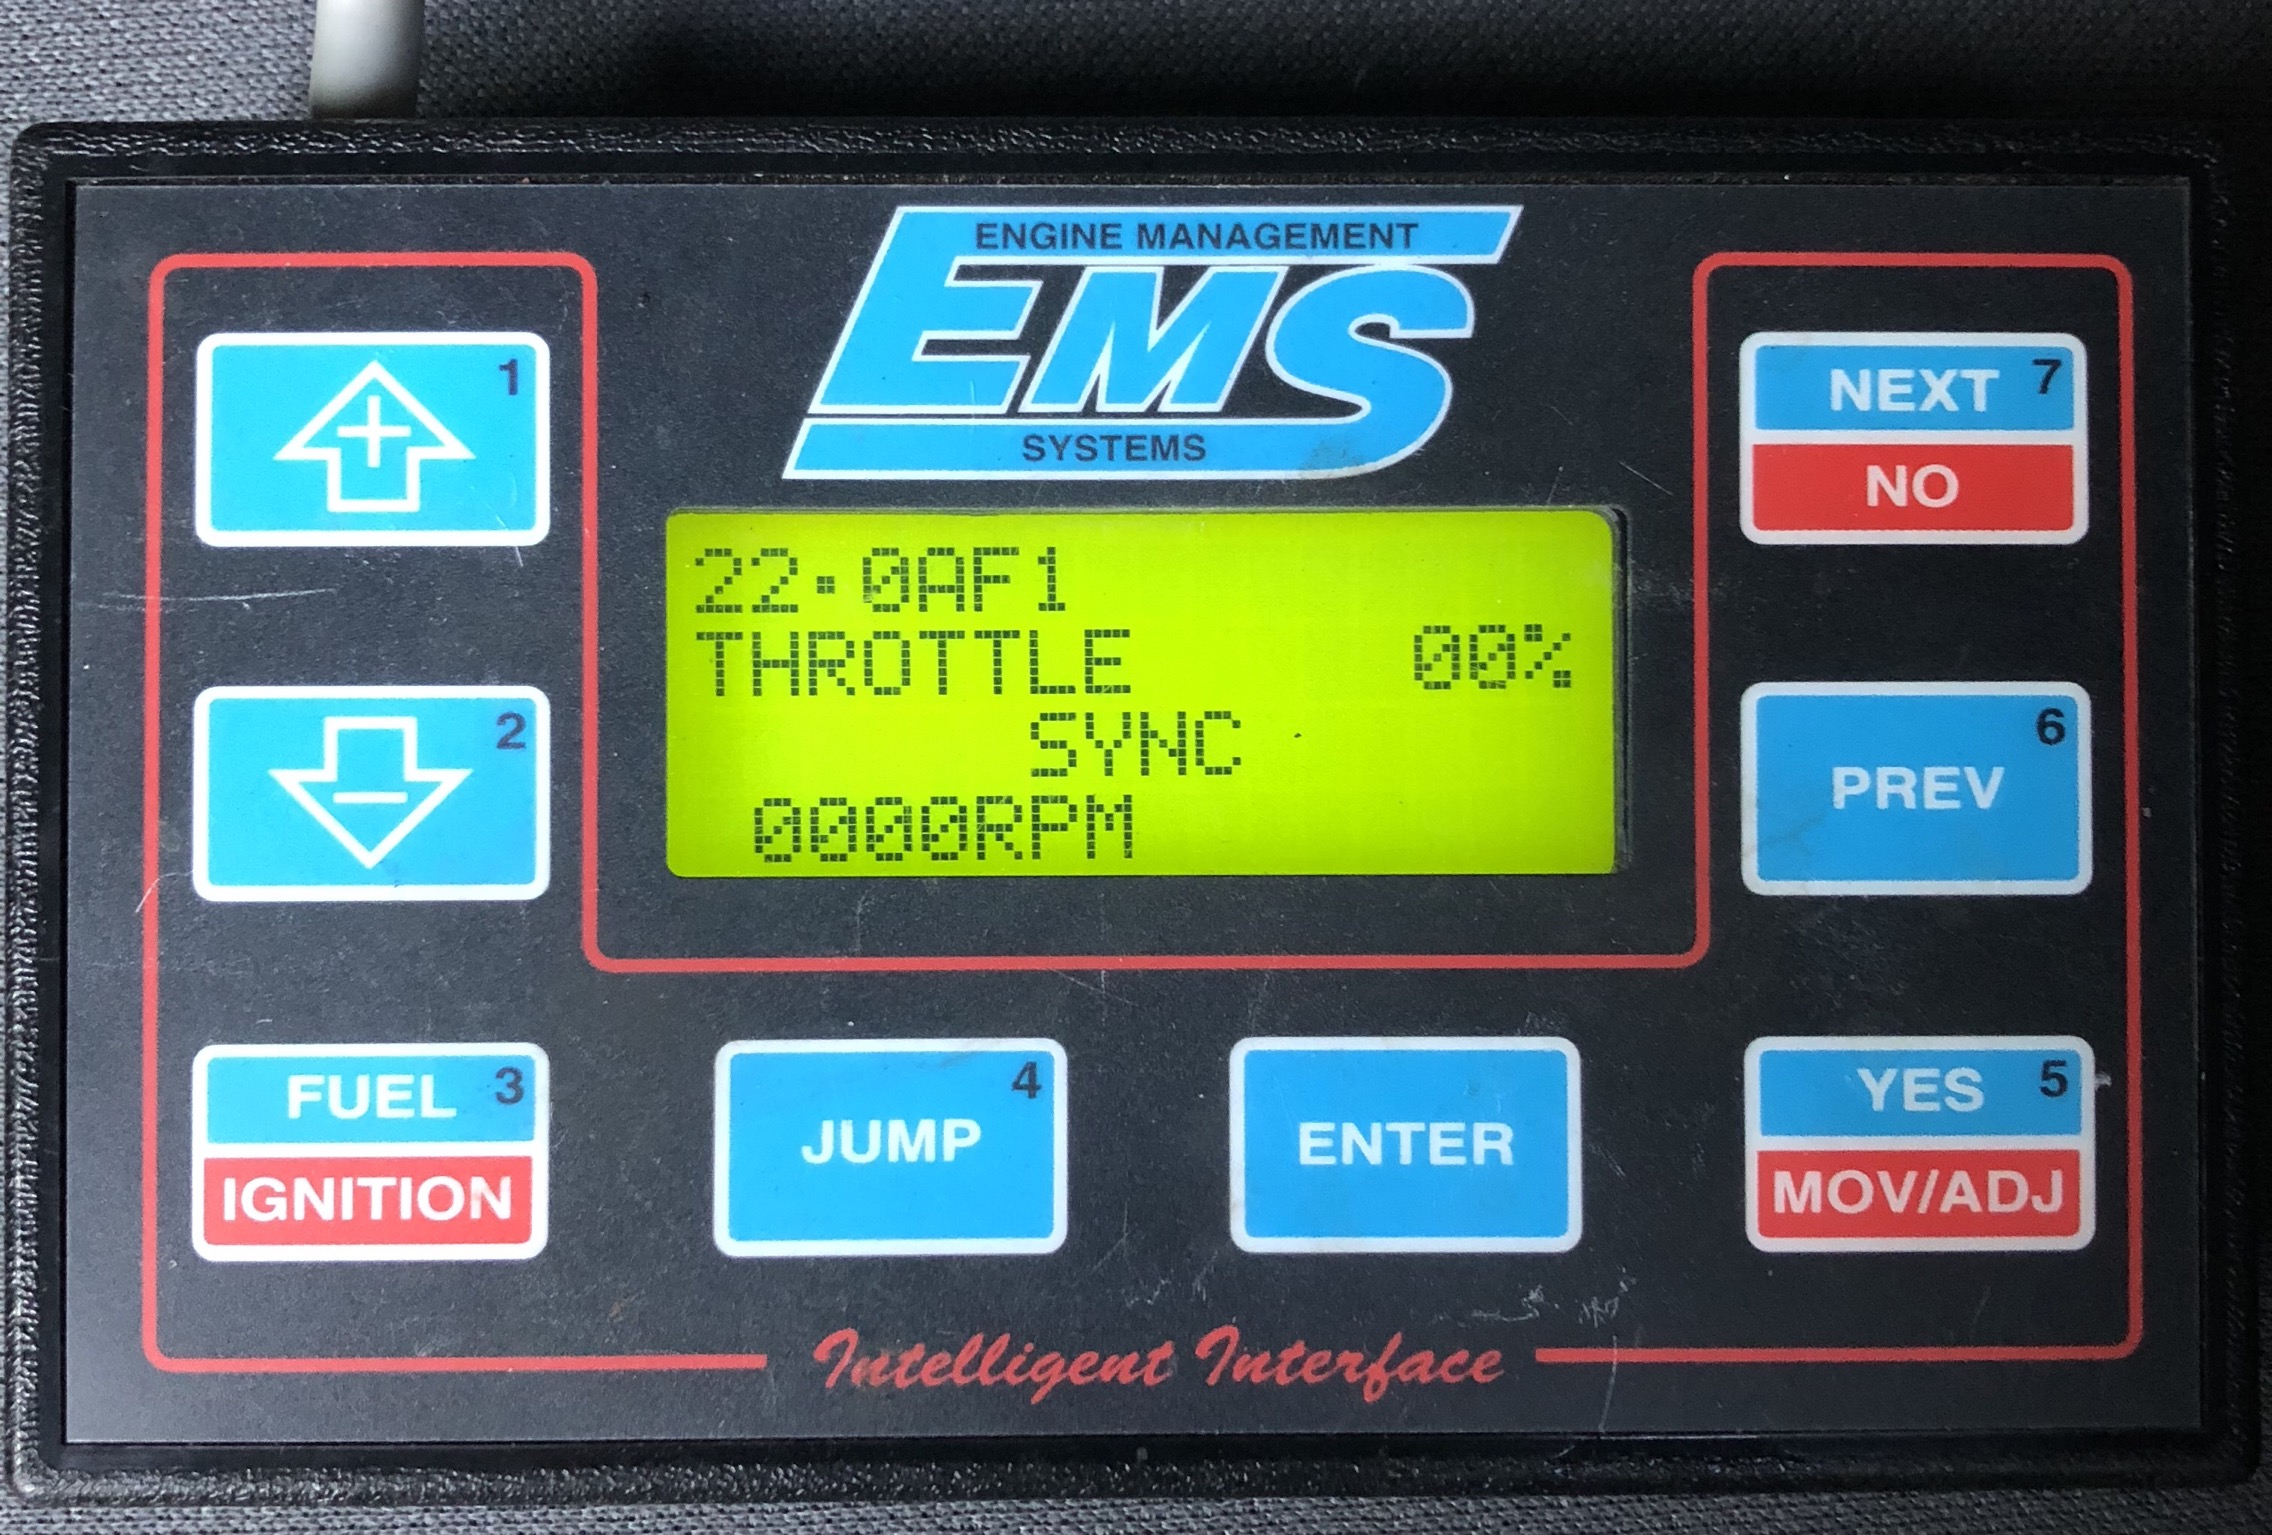 ENGINE MANAGEMENT
EMS
SYSTEMS
1
NEXT 7
NO
22.0AF1
THROTTLE 00%
SYNC
0000RPM
2
6
PREV
FUEL 3
IGNITION
4
JUMP
ENTER
YES 5
MOV/ADJ
Intelligent Interface